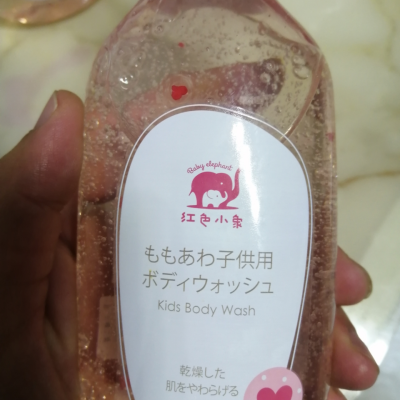 Baby elephant
红色小象
ももあわ子供用
ボディウォッシュ
Kids Body Wash
乾燥した
肌をやわらげる